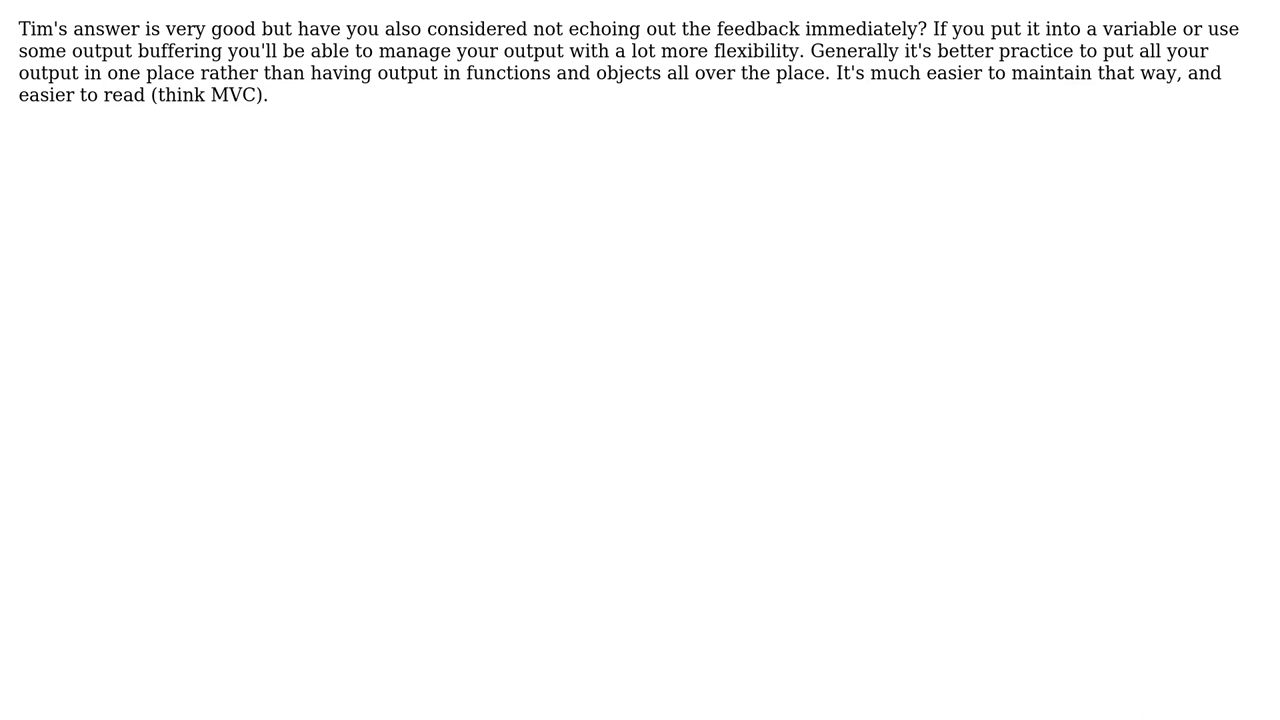 Tim's answer is very good but have you also considered not echoing out the feedback immediately? If you put it into a variable or use
some output buffering you'll be able to manage your output with a lot more flexibility. Generally it's better practice to put all your
output in one place rather than having output in functions and objects all over the place. It's much easier to maintain that way, and
easier to read (think MVC).